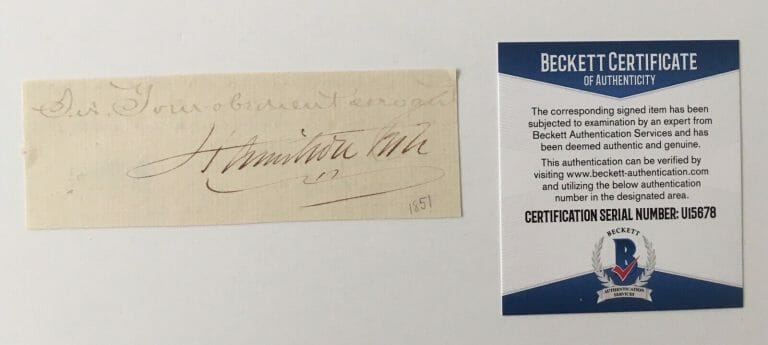 Sir, Your obedient servant
Hamilton Fish
1851
BECKETT CERTIFICATE
OF AUTHENTICITY
The corresponding signed item has been
subjected to examination by an expert from
Beckett Authentication Services and has
been deemed authentic and genuine.
This authentication can be verified by
visiting www.beckett-authentication.com
and utilizing the below authentication
number in the designated area.
CERTIFICATION SERIAL NUMBER: U15678
BECKETT
B
AUTHENTICATION
SERVICES